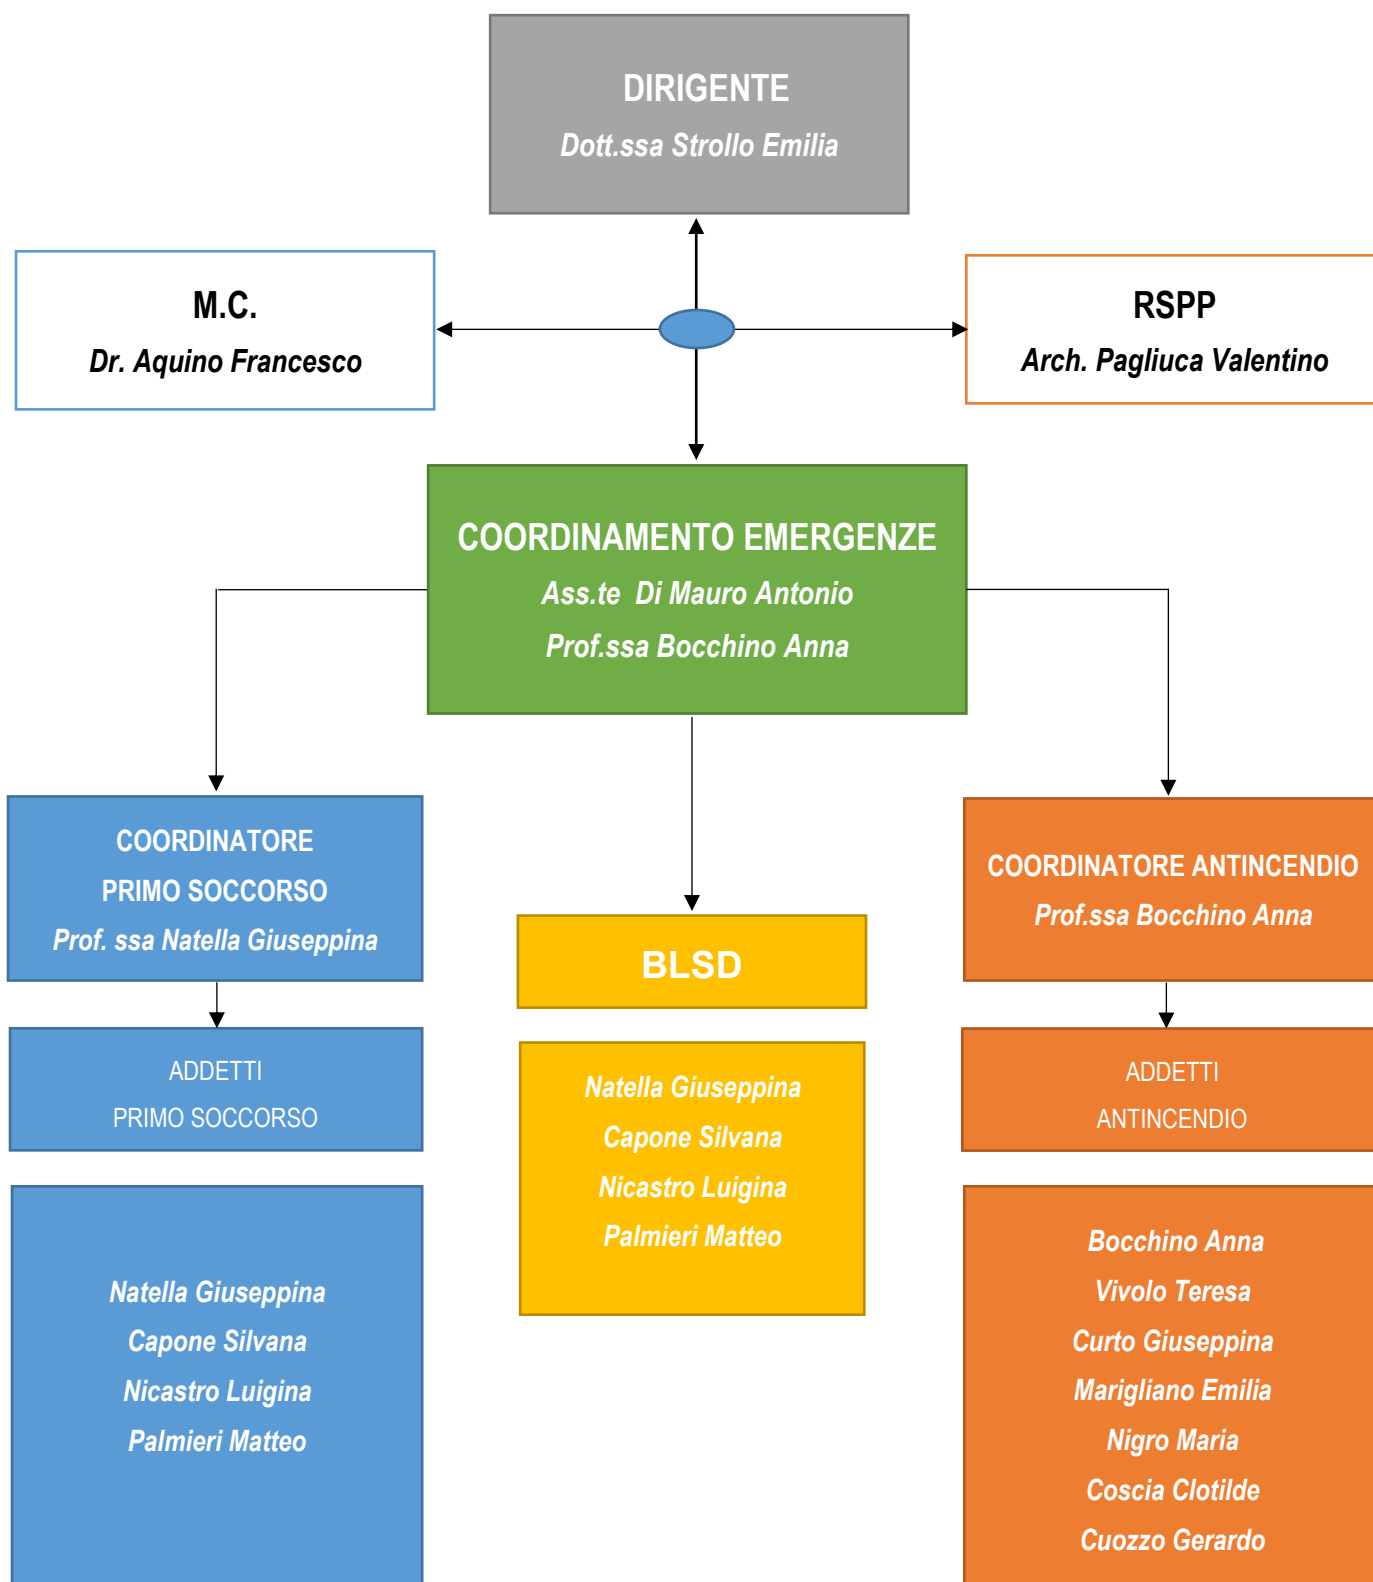 DIRIGENTE
Dott.ssa Strollo Emilia
M.C.
Dr. Aquino Francesco
RSPP
Arch. Pagliuca Valentino
COORDINAMENTO EMERGENZE
Ass.te  Di Mauro Antonio
Prof.ssa Bocchino Anna
COORDINATORE
PRIMO SOCCORSO
Prof. ssa Natella Giuseppina
BLSD
COORDINATORE ANTINCENDIO
Prof.ssa Bocchino Anna
ADDETTI
PRIMO SOCCORSO
Natella Giuseppina
Capone Silvana
Nicastro Luigina
Palmieri Matteo
ADDETTI
ANTINCENDIO
Natella Giuseppina
Capone Silvana
Nicastro Luigina
Palmieri Matteo
Bocchino Anna
Vivolo Teresa
Curto Giuseppina
Marigliano Emilia
Nigro Maria
Coscia Clotilde
Cuozzo Gerardo